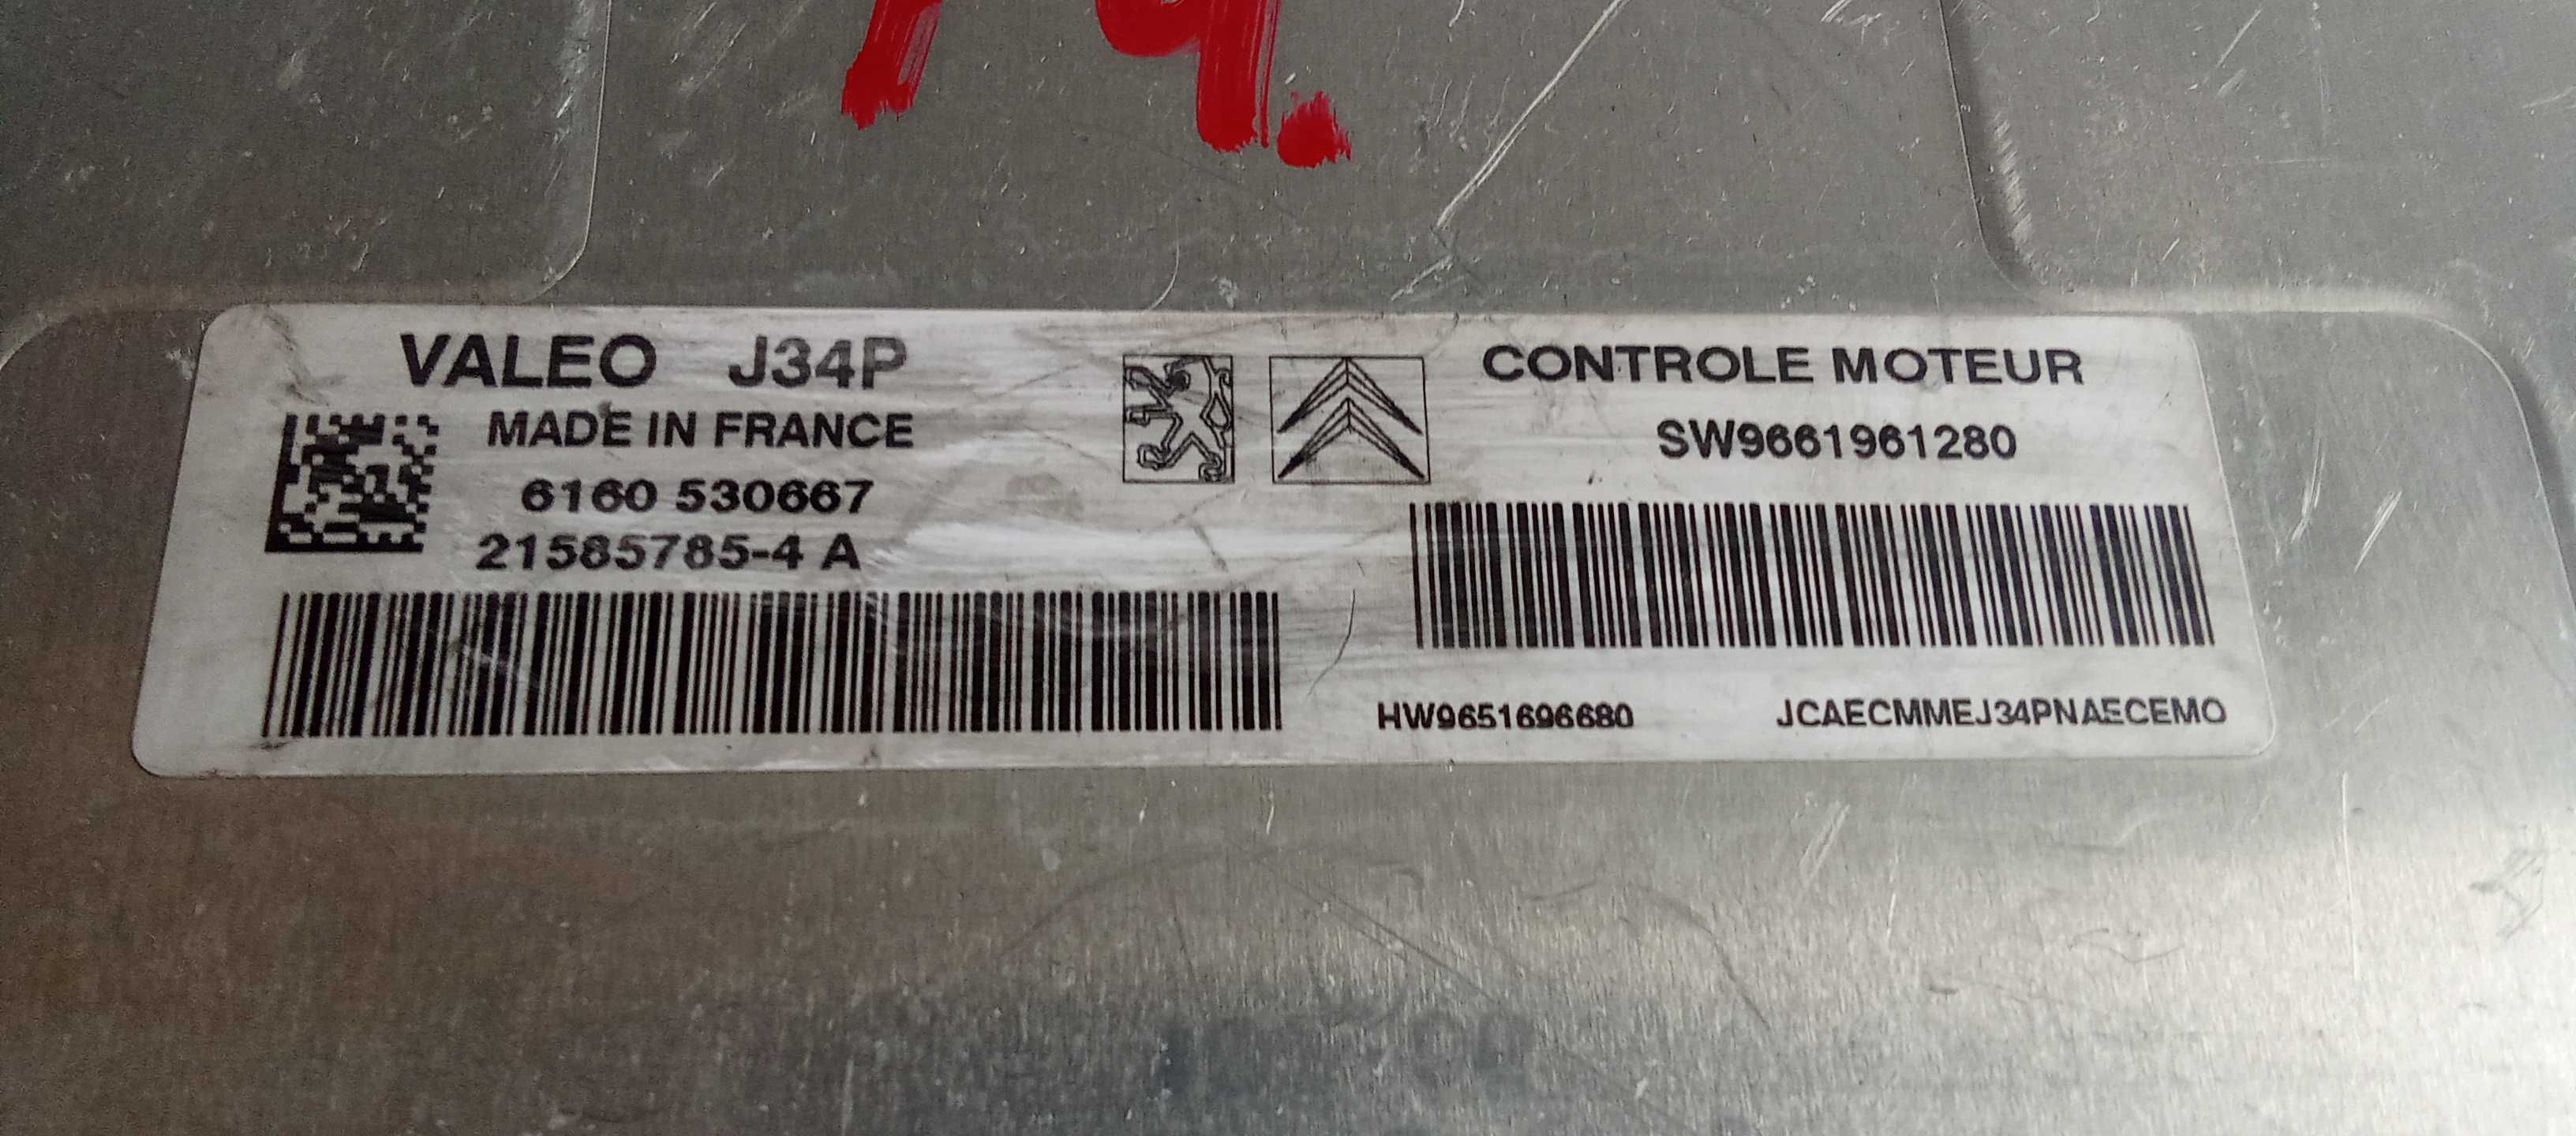 VALEO J34P
MADE IN FRANCE
6160 530667
21585785-4 A
CONTROLE MOTEUR
SW9661961280
HW9651696680 JCAECMMEJ34PNAECEMO